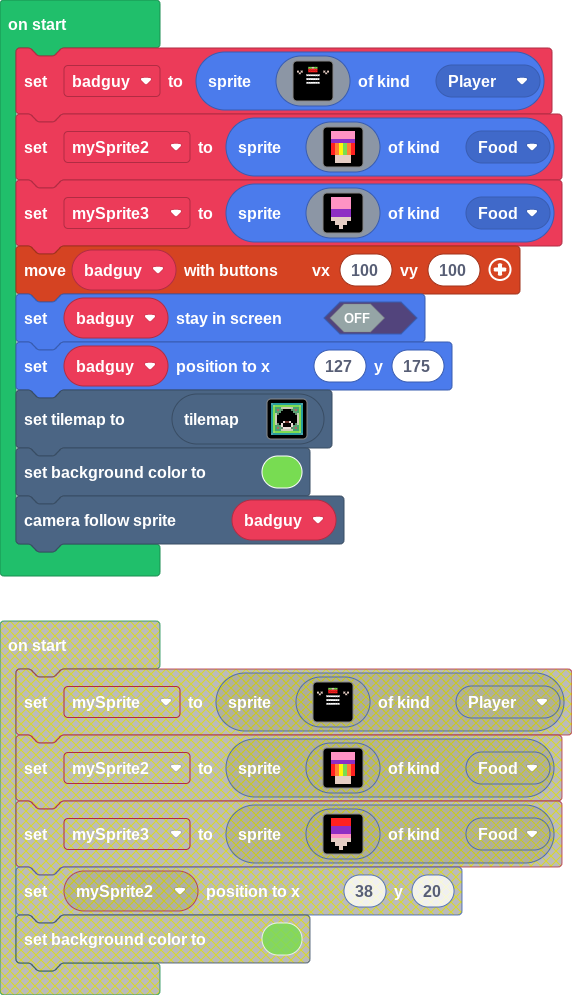 on start
set badguy to sprite of kind Player
set mySprite2 to sprite of kind Food
set mySprite3 to sprite of kind Food
move badguy with buttons vx 100 vy 100
set badguy stay in screen OFF
set badguy position to x 127 y 175
set tilemap to tilemap
set background color to
camera follow sprite badguy
on start
set mySprite to sprite of kind Player
set mySprite2 to sprite of kind Food
set mySprite3 to sprite of kind Food
set mySprite2 position to x 38 y 20
set background color to